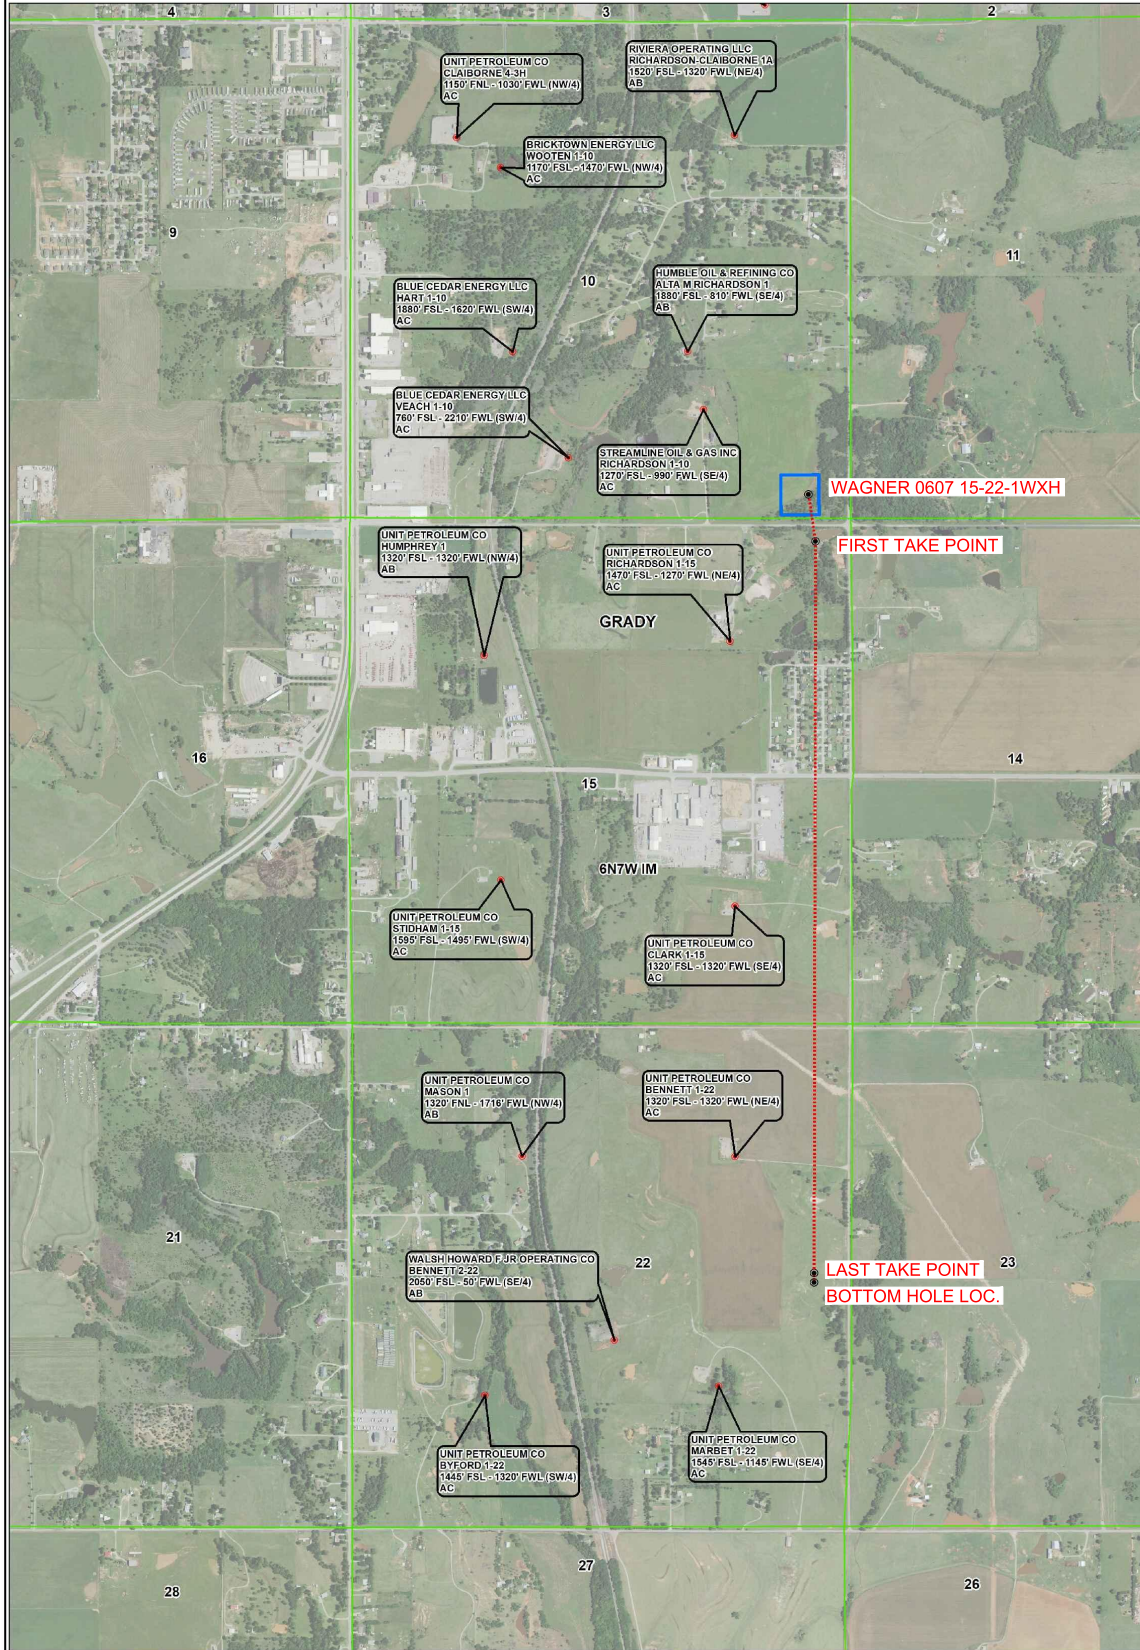 4
3
2
UNIT PETROLEUM CO
CLAIBORNE 4-3H
1150' FNL - 1030' FWL (NW/4)
AC
RIVIERA OPERATING LLC
RICHARDSON-CLAIBORNE 1A
1520' FSL - 1320' FWL (NE/4)
AB
BRICKTOWN ENERGY LLC
WOOTEN 1-10
1170' FSL - 1470' FWL (NW/4)
AC
9
10
11
BLUE CEDAR ENERGY LLC
HART 1-10
1880' FSL - 1620' FWL (SW/4)
AC
HUMBLE OIL & REFINING CO
ALTA M RICHARDSON 1
1880' FSL - 810' FWL (SE/4)
AB
BLUE CEDAR ENERGY LLC
VEACH 1-10
760' FSL - 2210' FWL (SW/4)
AC
STREAMLINE OIL & GAS INC
RICHARDSON 1-10
1270' FSL - 990' FWL (SE/4)
AC
WAGNER 0607 15-22-1WXH
FIRST TAKE POINT
UNIT PETROLEUM CO
HUMPHREY 1
1320' FSL - 1320' FWL (NW/4)
AB
UNIT PETROLEUM CO
RICHARDSON 1-15
1470' FSL - 1270' FWL (NE/4)
AC
GRADY
16
15
14
6N7W IM
UNIT PETROLEUM CO
STIDHAM 1-15
1595' FSL - 1495' FWL (SW/4)
AC
UNIT PETROLEUM CO
CLARK 1-15
1320' FSL - 1320' FWL (SE/4)
AC
UNIT PETROLEUM CO
MASON 1
1320' FNL - 1716' FWL (NW/4)
AB
UNIT PETROLEUM CO
BENNETT 1-22
1320' FSL - 1320' FWL (NE/4)
AC
21
22
23
WALSH HOWARD F JR OPERATING CO
BENNETT 2-22
2050' FSL - 50' FWL (SE/4)
AB
LAST TAKE POINT
BOTTOM HOLE LOC.
UNIT PETROLEUM CO
BYFORD 1-22
1445' FSL - 1320' FWL (SW/4)
AC
UNIT PETROLEUM CO
MARBET 1-22
1545' FSL - 1145' FWL (SE/4)
AC
28
27
26